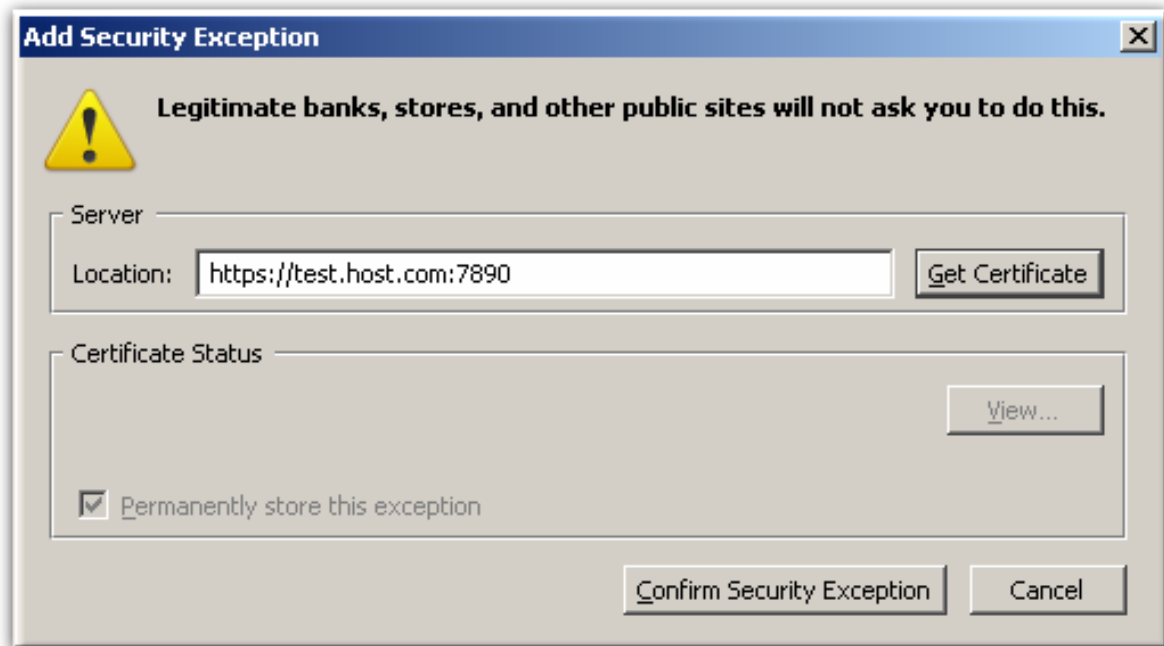 Add Security Exception
Legitimate banks, stores, and other public sites will not ask you to do this.
Server
Location: https://test.host.com:7890 Get Certificate
Certificate Status
View...
Permanently store this exception
Confirm Security Exception Cancel